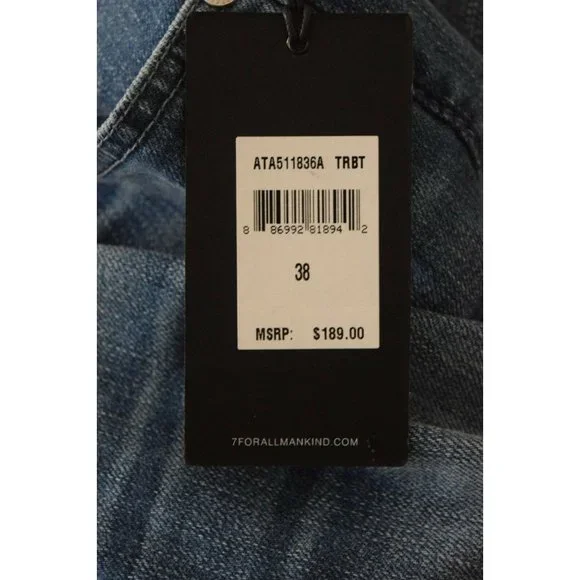 ATA511836A TRBT
8 86992 81894 2
38
MSRP: $189.00
7FORALLMANKIND.COM